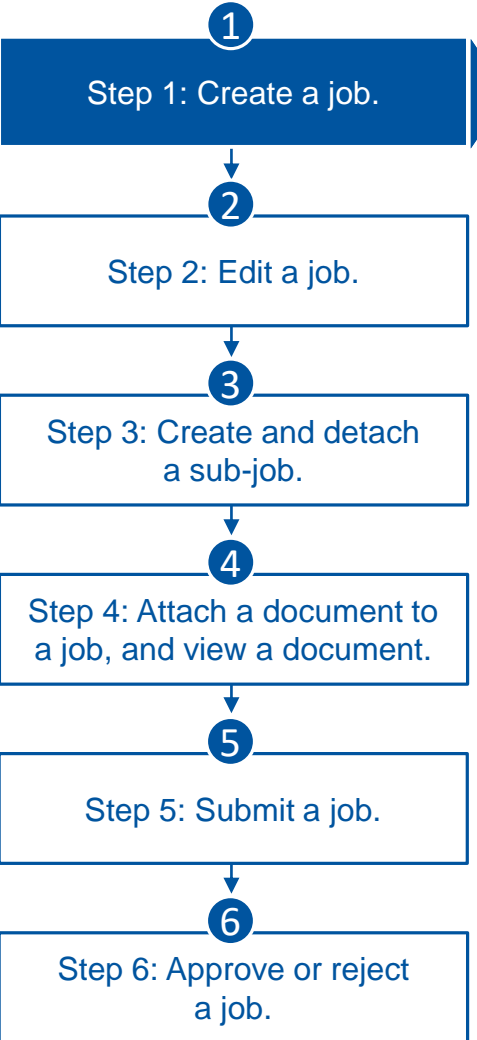 1
Step 1: Create a job.
2
Step 2: Edit a job.
3
Step 3: Create and detach
a sub-job.
4
Step 4: Attach a document to
a job, and view a document.
5
Step 5: Submit a job.
6
Step 6: Approve or reject
a job.